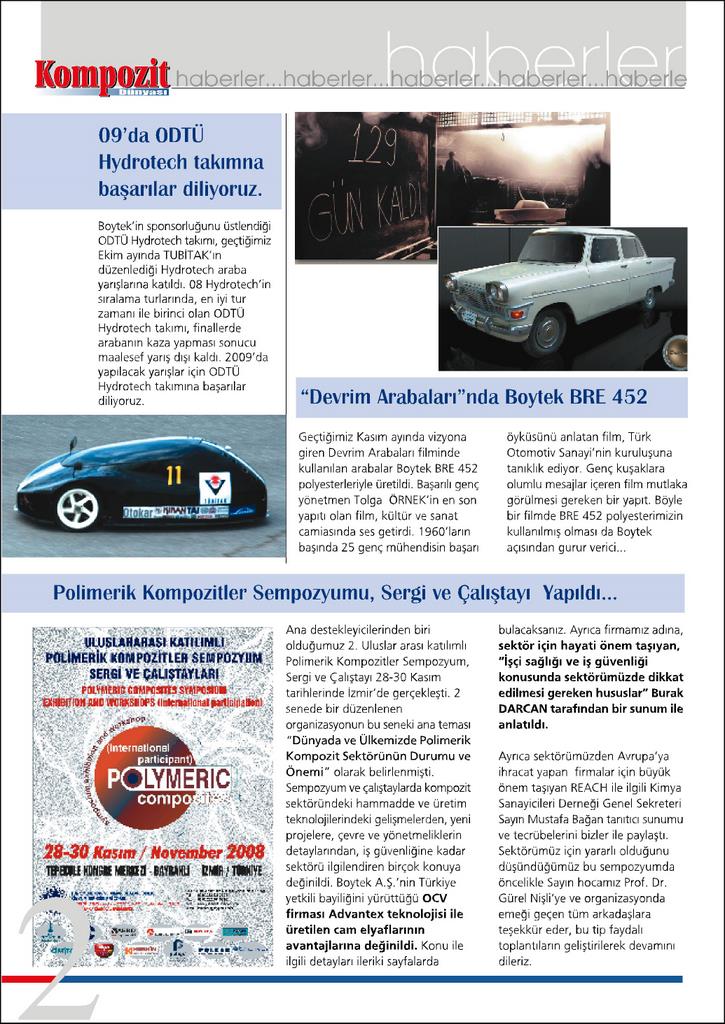 haberler
Kompozit
Dünyası
haberler...haberler...haberler...haberler...haberle
09'da ODTÜ
Hydrotech takımna
başarılar diliyoruz.
Boytek'in sponsorluğunu üstlendiği
ODTÜ Hydrotech takımı, geçtiğimiz
Ekim ayında TUBİTAK'ın
düzenlediği Hydrotech araba
yarışlarına katıldı. 08 Hydrotech'in
sıralama turlarında, en iyi tur
zamanı ile birinci olan ODTÜ
Hydrotech takımı, finallerde
arabanın kaza yapması sonucu
maalesef yarış dışı kaldı. 2009'da
yapılacak yarışlar için ODTÜ
Hydrotech takımına başarılar
diliyoruz.
11
TÜBİTAK
Otokar
129
GÜN KALDI
"Devrim Arabaları"nda Boytek BRE 452
Geçtiğimiz Kasım ayında vizyona
giren Devrim Arabaları filminde
kullanılan arabalar Boytek BRE 452
polyesterleriyle üretildi. Başarılı genç
yönetmen Tolga ÖRNEK'in en son
yapıtı olan film, kültür ve sanat
camiasında ses getirdi. 1960'ların
başında 25 genç mühendisin başarı
öyküsünü anlatan film, Türk
Otomotiv Sanayi'nin kuruluşuna
tanıklık ediyor. Genç kuşaklara
olumlu mesajlar içeren film mutlaka
görülmesi gereken bir yapıt. Böyle
bir filmde BRE 452 polyesterimizin
kullanılmış olması da Boytek
açısından gurur verici...
Polimerik Kompozitler Sempozyumu, Sergi ve Çalıştayı Yapıldı...
ULUSLARARASI KATILIMLI
POLİMERİK KOMPOZİTLER SEMPOZYUM
SERGİ VE ÇALIŞTAYLARI
POLYMERIC COMPOSITES SYMPOSIUM
EXHIBITION AND WORKSHOPS (International participation)
symposium exhibition and workshop
(International
participant)
POLYMERIC
composites
28-30 Kasım / November 2008
TEPEKULE KONGRE MERKEZİ - BAYRAKLI İZMİR / TÜRKİYE
Ana destekleyicilerinden biri
olduğumuz 2. Uluslar arası katılımlı
Polimerik Kompozitler Sempozyum,
Sergi ve Çalıştayı 28-30 Kasım
tarihlerinde İzmir'de gerçekleşti. 2
senede bir düzenlenen
organizasyonun bu seneki ana teması
"Dünyada ve Ülkemizde Polimerik
Kompozit Sektörünün Durumu ve
Önemi" olarak belirlenmişti.
Sempozyum ve çalıştaylarda kompozit
sektöründeki hammadde ve üretim
teknolojilerindeki gelişmelerden, yeni
projelere, çevre ve yönetmeliklerin
detaylarından, iş güvenliğine kadar
sektörü ilgilendiren birçok konuya
değinildi. Boytek A.Ş.'nin Türkiye
yetkili bayiliğini yürüttüğü OCV
firması Advantex teknolojisi ile
üretilen cam elyaflarının
avantajlarına değinildi. Konu ile
ilgili detayları ileriki sayfalarda
bulacaksanız. Ayrıca firmamız adına,
sektör için hayati önem taşıyan,
"İşçi sağlığı ve iş güvenliği
konusunda sektörümüzde dikkat
edilmesi gereken hususlar" Burak
DARCAN tarafından bir sunum ile
anlatıldı.
Ayrıca sektörümüzden Avrupa'ya
ihracat yapan firmalar için büyük
önem taşıyan REACH ile ilgili Kimya
Sanayicileri Derneği Genel Sekreteri
Sayın Mustafa Bağan tanıtıcı sunumu
ve tecrübelerini bizler ile paylaştı.
Sektörümüz için yararlı olduğunu
düşündüğümüz bu sempozyumda
öncelikle Sayın hocamız Prof. Dr.
Gürel Nişli'ye ve organizasyonda
emeği geçen tüm arkadaşlara
teşekkür eder, bu tip faydalı
toplantıların geliştirilerek devamını
dileriz.
2